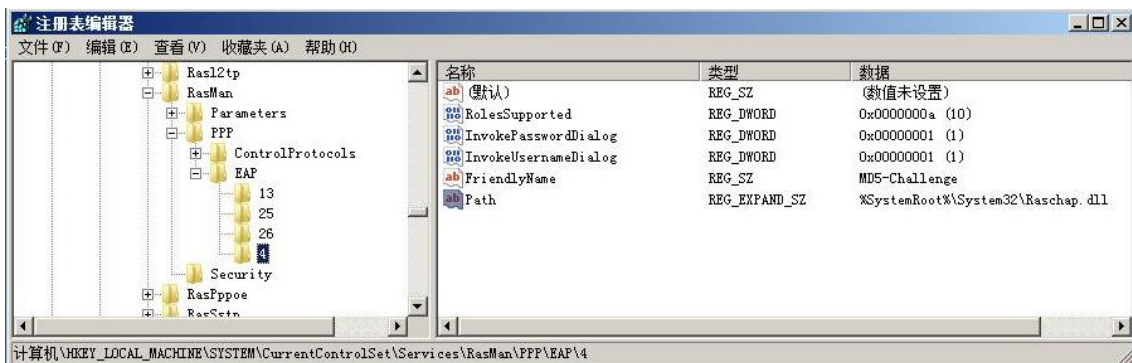 注册表编辑器
文件(F) 编辑(E) 查看(V) 收藏夹(A) 帮助(H)
Rasl2tp
RasMan
Parameters
PPP
ControlProtocols
EAP
13
25
26
4
Security
RasPppoe
RasSstp
名称 类型 数据
(默认) REG_SZ (数值未设置)
RolesSupported REG_DWORD 0x0000000a (10)
InvokePasswordDialog REG_DWORD 0x00000001 (1)
InvokeUsernameDialog REG_DWORD 0x00000001 (1)
FriendlyName REG_SZ MD5-Challenge
Path REG_EXPAND_SZ %SystemRoot%\System32\Raschap.dll
计算机\HKEY_LOCAL_MACHINE\SYSTEM\CurrentControlSet\Services\RasMan\PPP\EAP\4